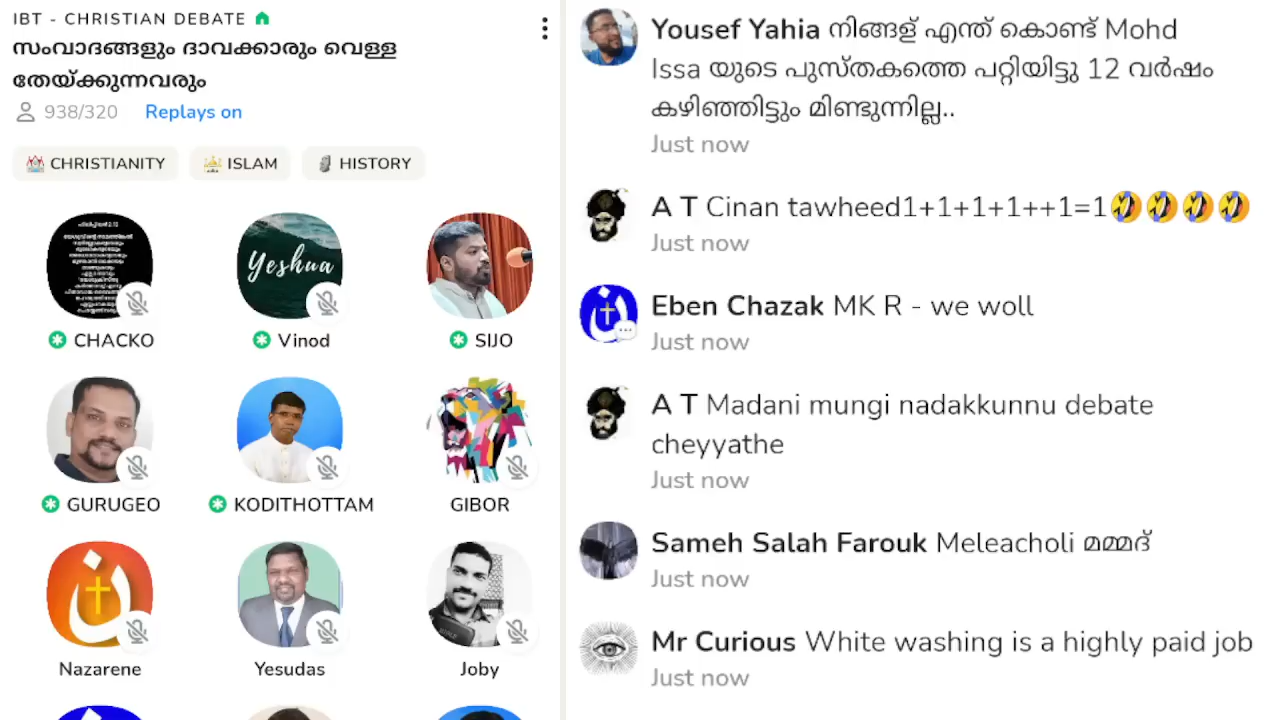 IBT - CHRISTIAN DEBATE
സംവാദങ്ങളും ദാവക്കാരും വെള്ള
തേയ്ക്കുന്നവരും
938/320 Replays on
CHRISTIANITY ISLAM HISTORY
ഫിലിപ്പിയർ 2:10
Yeshua
CHACKO Vinod SIJO
GURUGEO KODITHOTTAM GIBOR
Nazarene Yesudas Joby
Yousef Yahia നിങ്ങള് എന്ത് കൊണ്ട് Mohd
Issa യുടെ പുസ്തകത്തെ പറ്റിയിട്ടു 12 വർഷം
കഴിഞ്ഞിട്ടും മിണ്ടുന്നില്ല..
Just now
A T Cinan tawheed1+1+1+1++1=1🤣🤣🤣🤣
Just now
Eben Chazak MK R - we woll
Just now
A T Madani mungi nadakkunnu debate
cheyyathe
Just now
Sameh Salah Farouk Meleacholi മമ്മദ്
Just now
Mr Curious White washing is a highly paid job
Just now